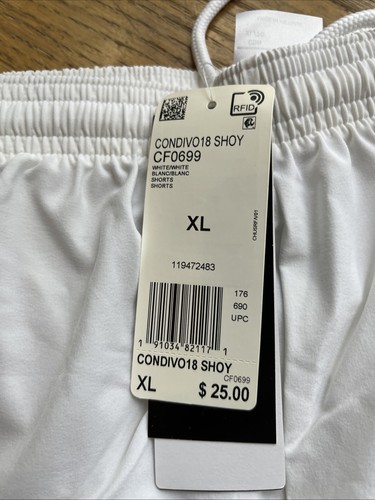 RFID
CONDIVO18 SHOY
CF0699
WHITE/WHITE
BLANC/BLANC
SHORTS
SHORTS
XL
CHUSRFIV01
119472483
176
690
UPC
1 91034 82117 1
CONDIVO18 SHOY
CF0699
XL $ 25.00